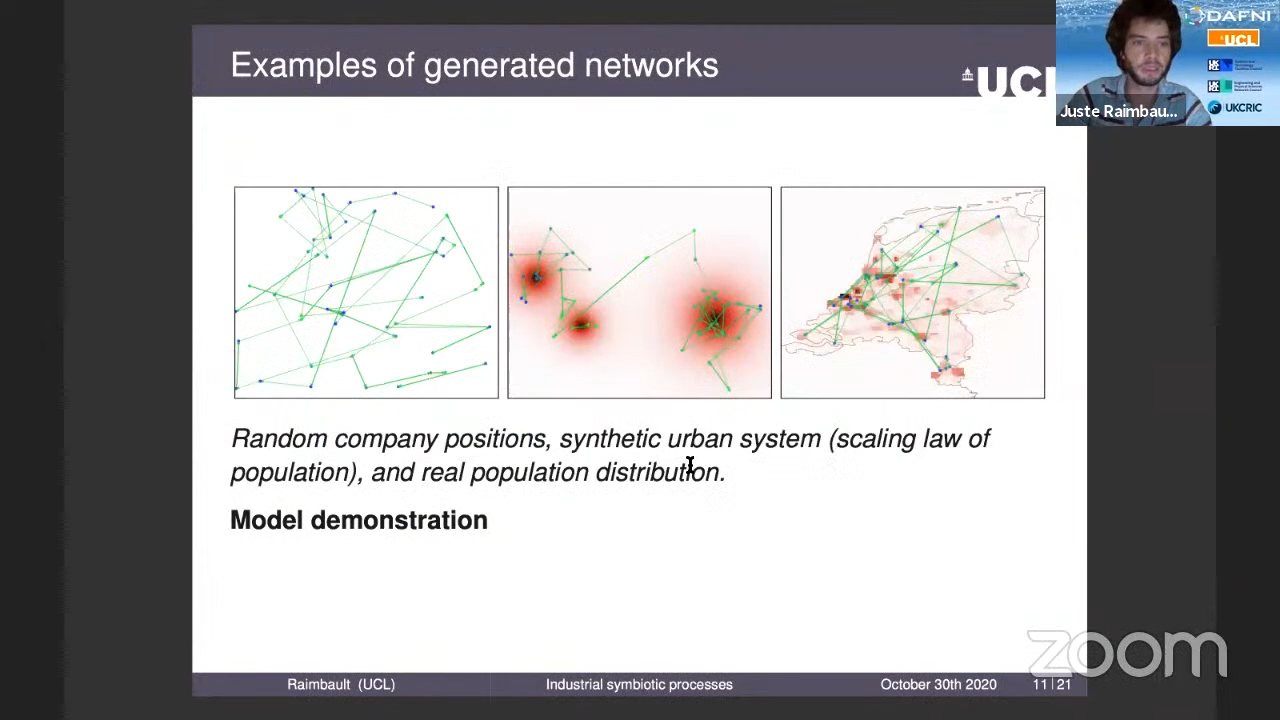 Examples of generated networks
UCL
DAFNI
UCL
UKCRIC
Juste Raimbau...
Random company positions, synthetic urban system (scaling law of
population), and real population distribution.
Model demonstration
zoom
Raimbault (UCL)
Industrial symbiotic processes
October 30th 2020
11 | 21